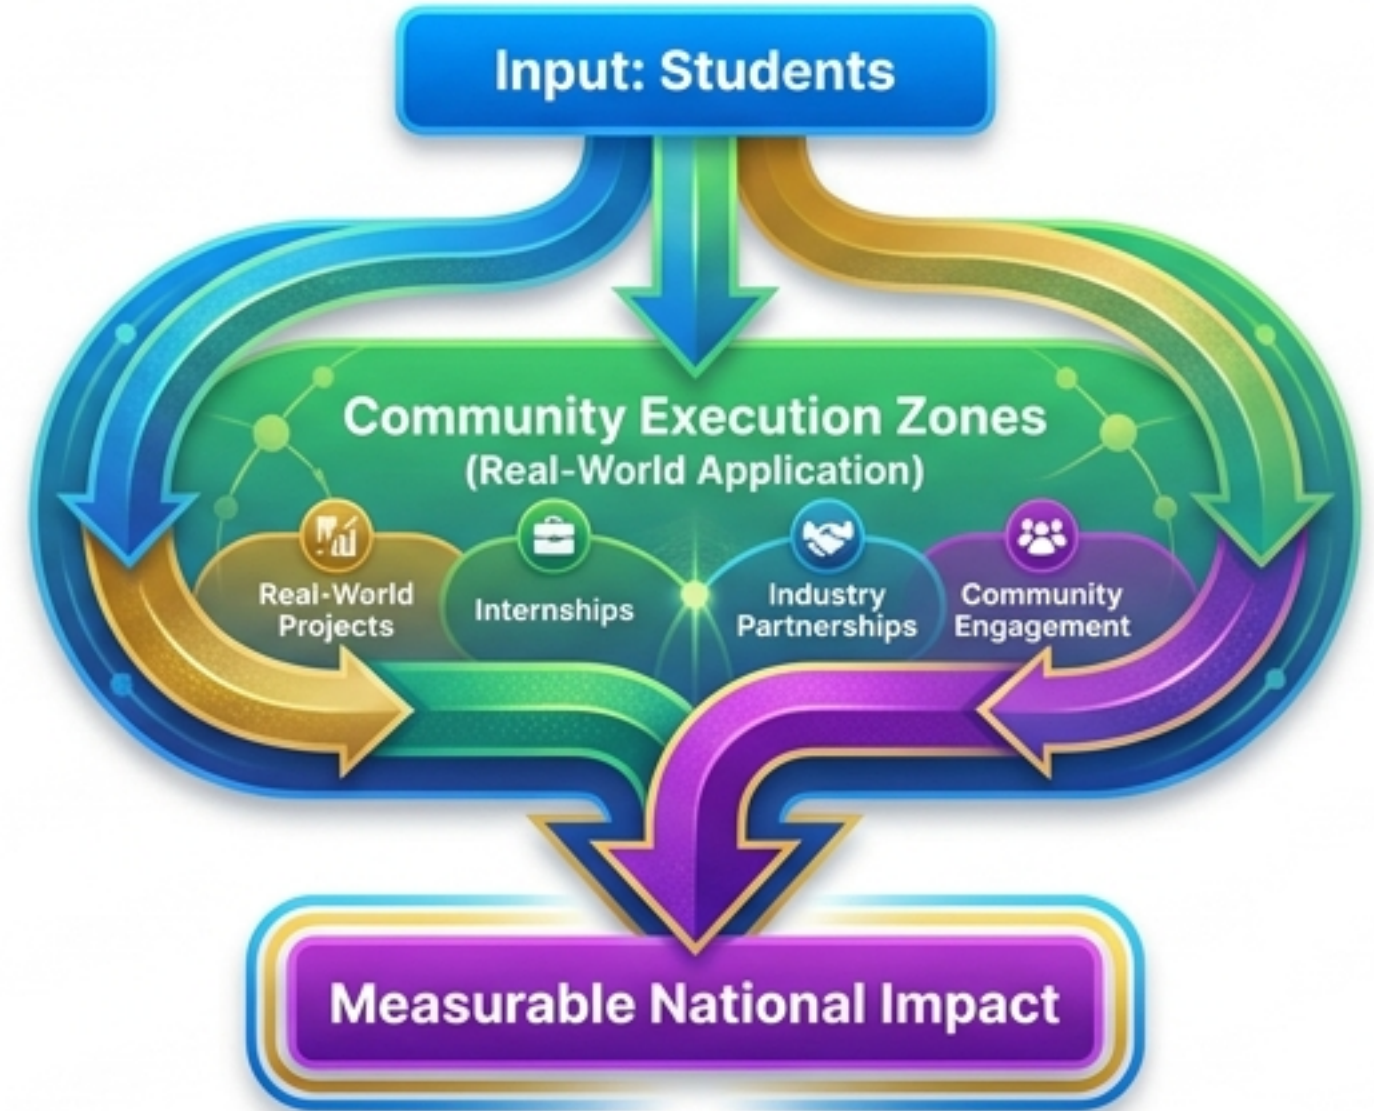 Input: Students
Community Execution Zones
(Real-World Application)
Real-World
Projects
Internships
Industry
Partnerships
Community
Engagement
Measurable National Impact